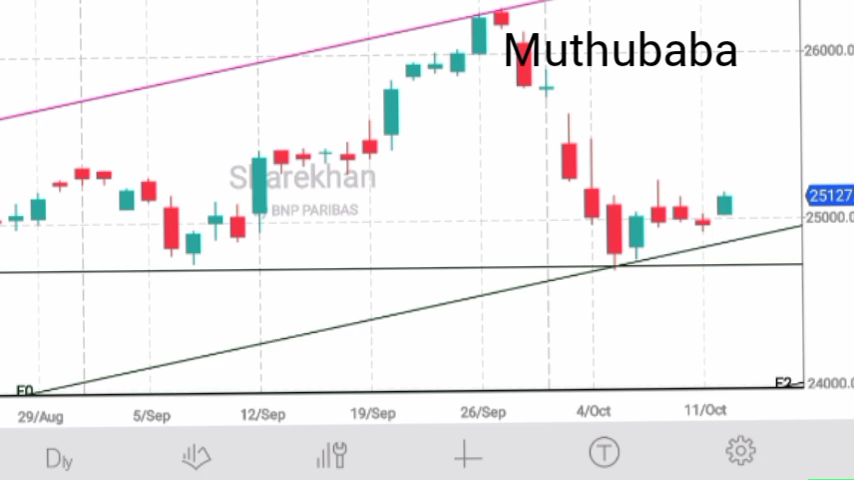 Muthubaba
26000.0
Sharekhan
BNP PARIBAS
25127
25000.0
F0
F2
24000.0
29/Aug 5/Sep 12/Sep 19/Sep 26/Sep 4/Oct 11/Oct
Dly
T